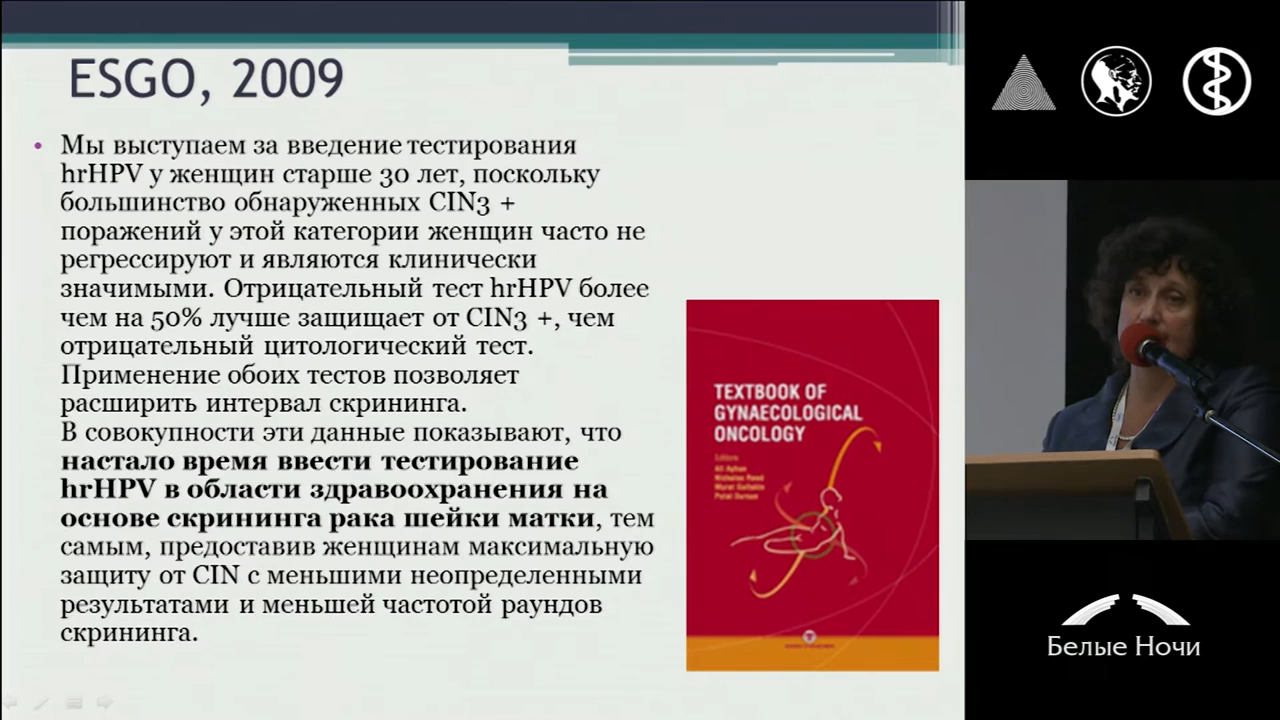 ESGO, 2009
• Мы выступаем за введение тестирования
hrHPV у женщин старше 30 лет, поскольку
большинство обнаруженных CIN3 +
поражений у этой категории женщин часто не
регрессируют и являются клинически
значимыми. Отрицательный тест hrHPV более
чем на 50% лучше защищает от CIN3 +, чем
отрицательный цитологический тест.
Применение обоих тестов позволяет
расширить интервал скрининга.
В совокупности эти данные показывают, что
настало время ввести тестирование
hrHPV в области здравоохранения на
основе скрининга рака шейки матки, тем
самым, предоставив женщинам максимальную
защиту от CIN с меньшими неопределенными
результатами и меньшей частотой раундов
скрининга.
TEXTBOOK OF
GYNAECOLOGICAL
ONCOLOGY
Editors
Белые Ночи